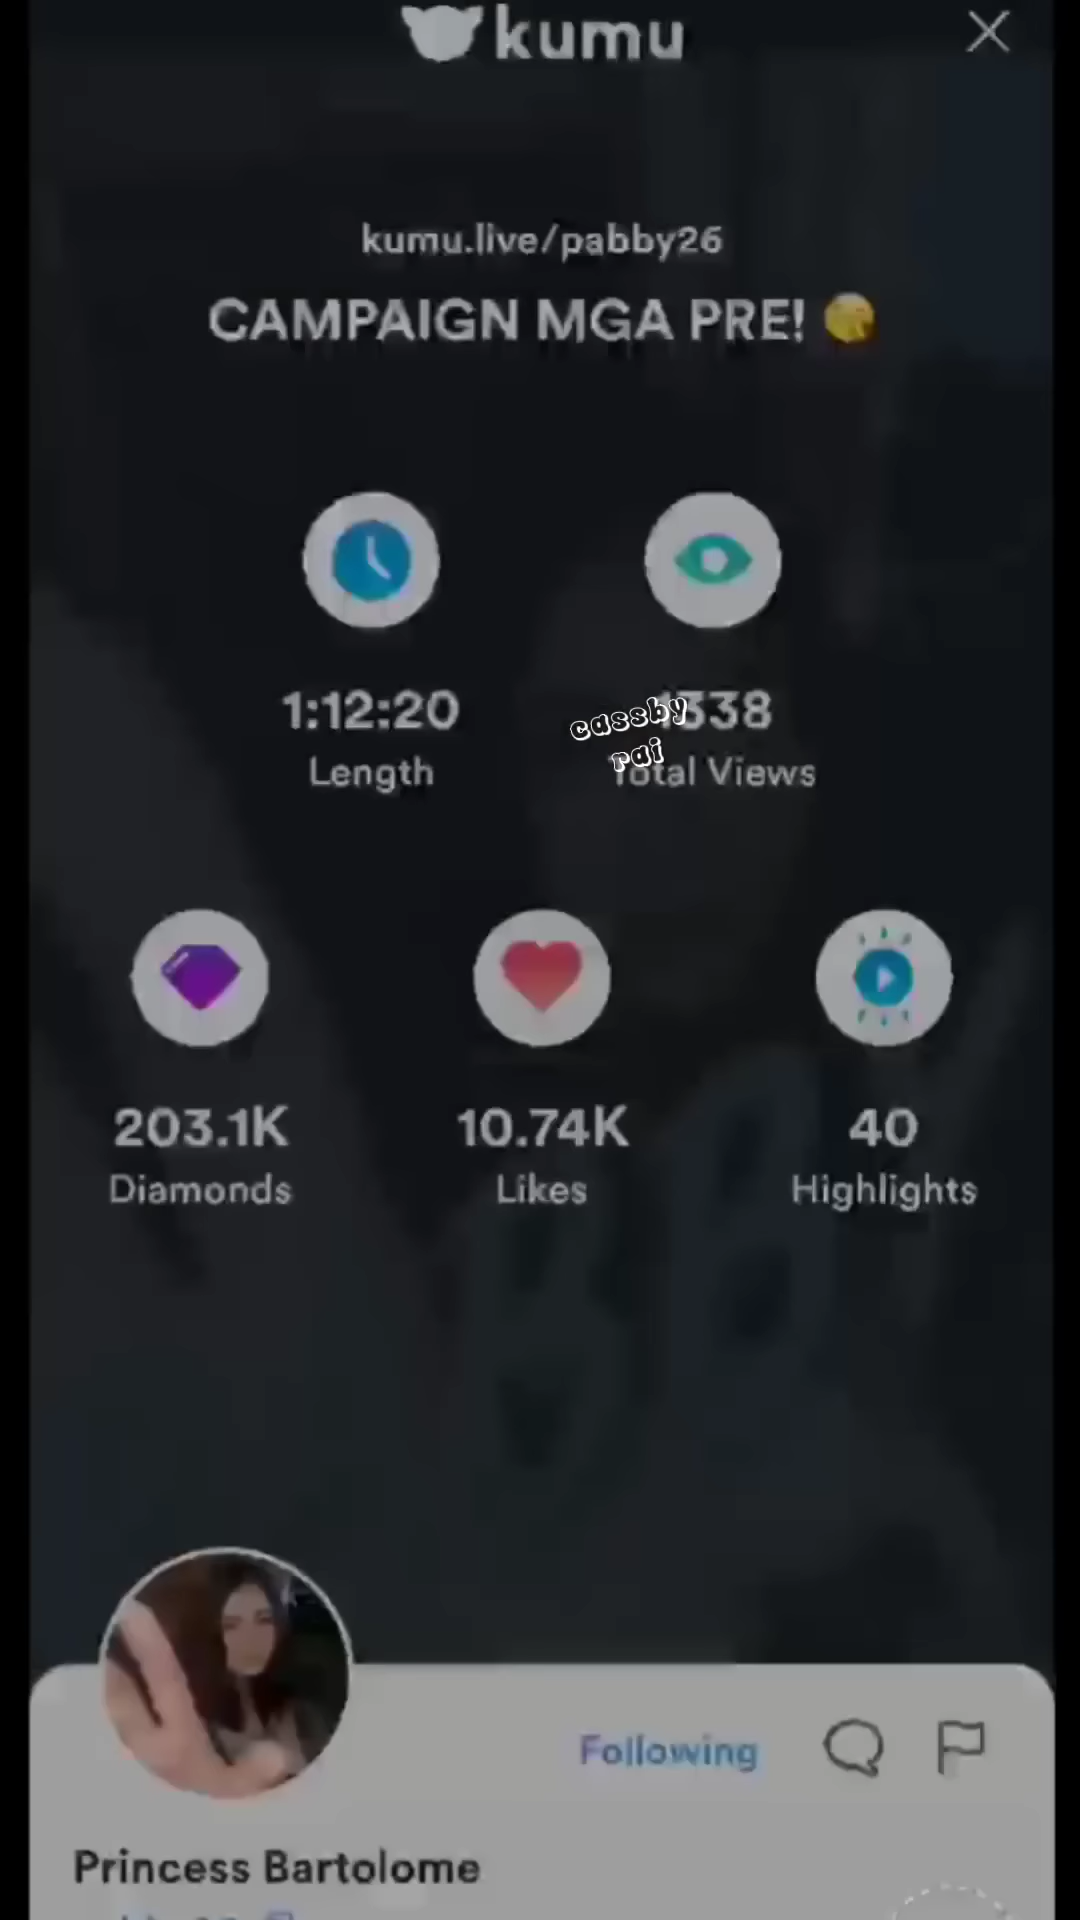 kumu
kumu.live/pabby26
CAMPAIGN MGA PRE!
1:12:20
Length
1338
Total Views
cassby
rai
203.1K
Diamonds
10.74K
Likes
40
Highlights
Following
Princess Bartolome